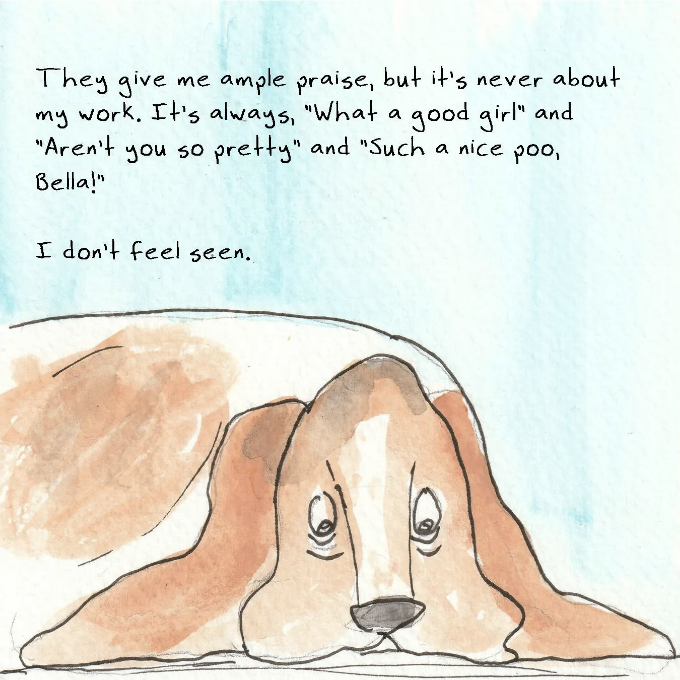 They give me ample praise, but it's never about
my work. It's always, "What a good girl" and
"Aren't you so pretty" and "Such a nice poo,
Bella!"
I don't feel seen.